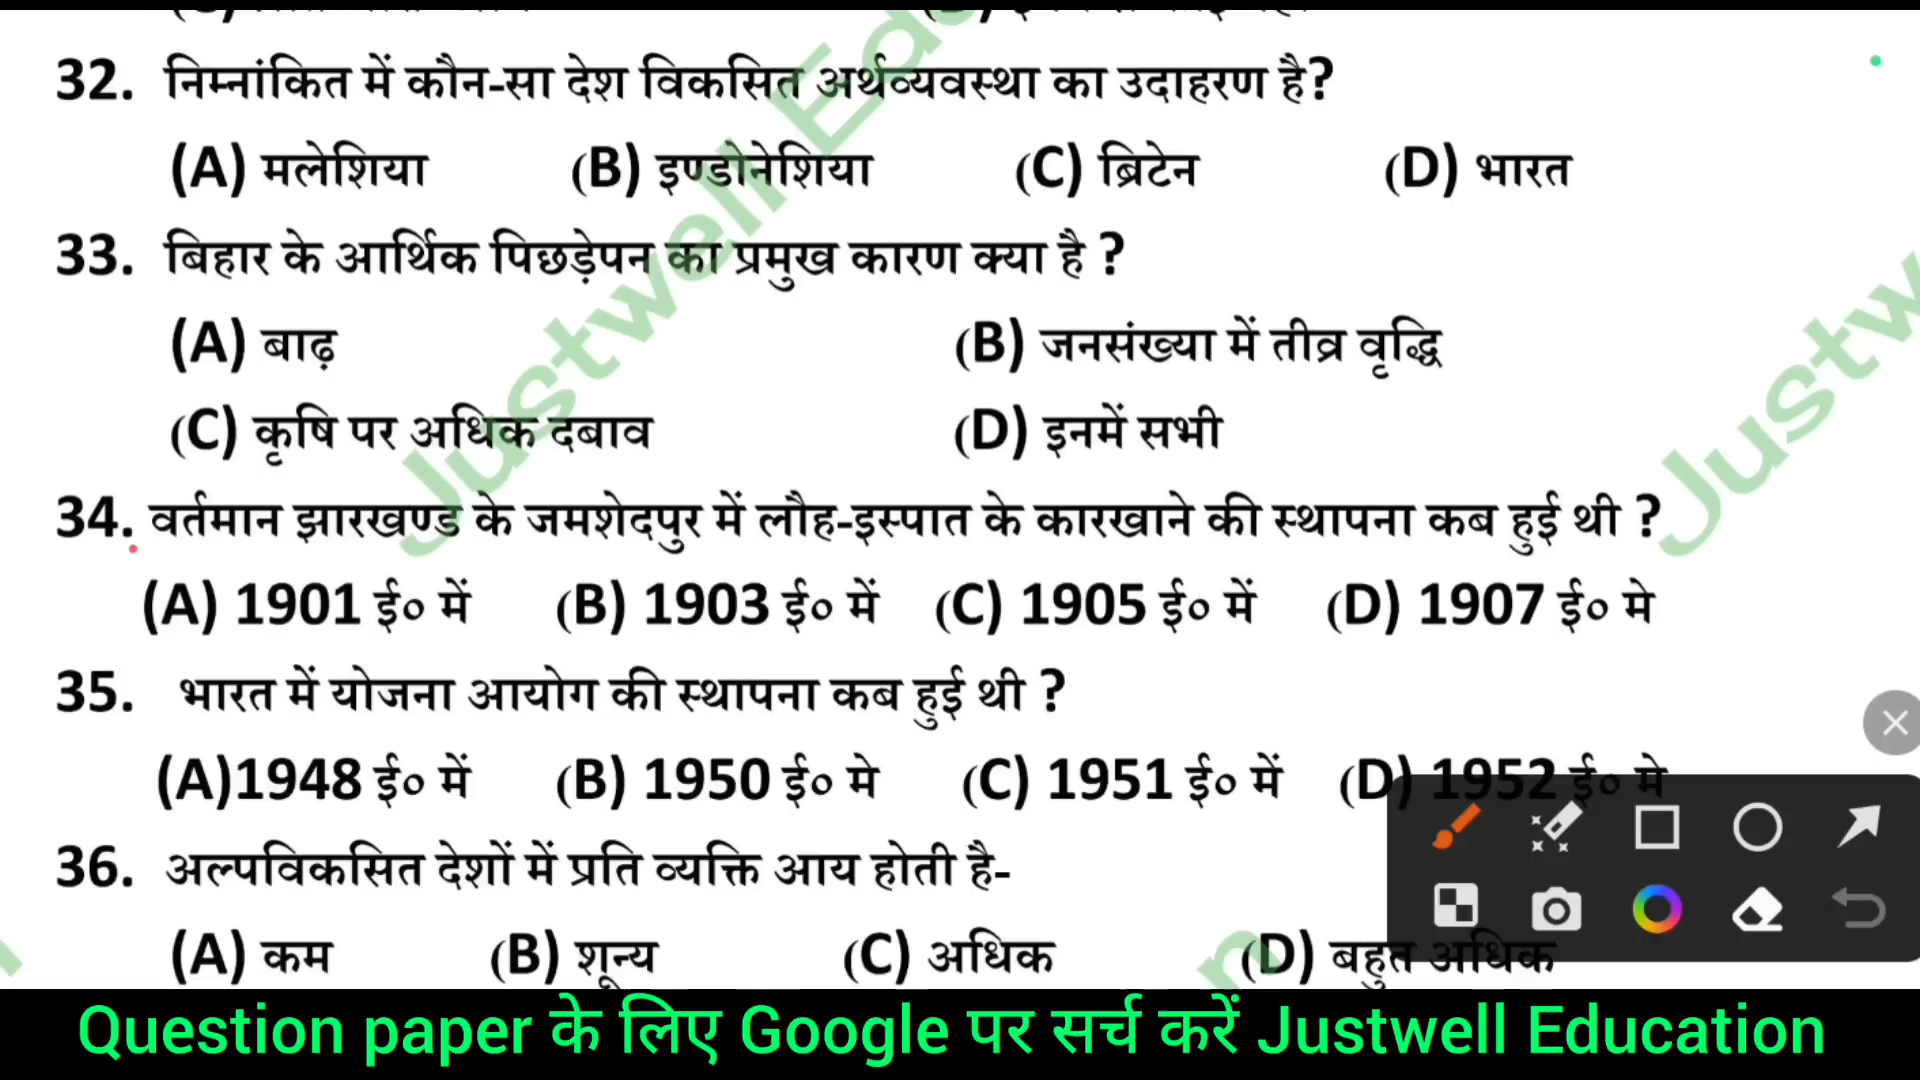 32. निम्नांकित में कौन-सा देश विकसित अर्थव्यवस्था का उदाहरण है?
(A) मलेशिया (B) इण्डोनेशिया (C) ब्रिटेन (D) भारत
33. बिहार के आर्थिक पिछड़ेपन का प्रमुख कारण क्या है ?
(A) बाढ़ (B) जनसंख्या में तीव्र वृद्धि
(C) कृषि पर अधिक दबाव (D) इनमें सभी
34. वर्तमान झारखण्ड के जमशेदपुर में लौह-इस्पात के कारखाने की स्थापना कब हुई थी ?
(A) 1901 ई० में (B) 1903 ई० में (C) 1905 ई० में (D) 1907 ई० मे
35. भारत में योजना आयोग की स्थापना कब हुई थी ?
(A)1948 ई० में (B) 1950 ई० मे (C) 1951 ई० में (D) 1952 ई० मे
36. अल्पविकसित देशों में प्रति व्यक्ति आय होती है-
(A) कम (B) शून्य (C) अधिक (D) बहुत अधिक
Justwell Edu
Justw
Question paper के लिए Google पर सर्च करें Justwell Education